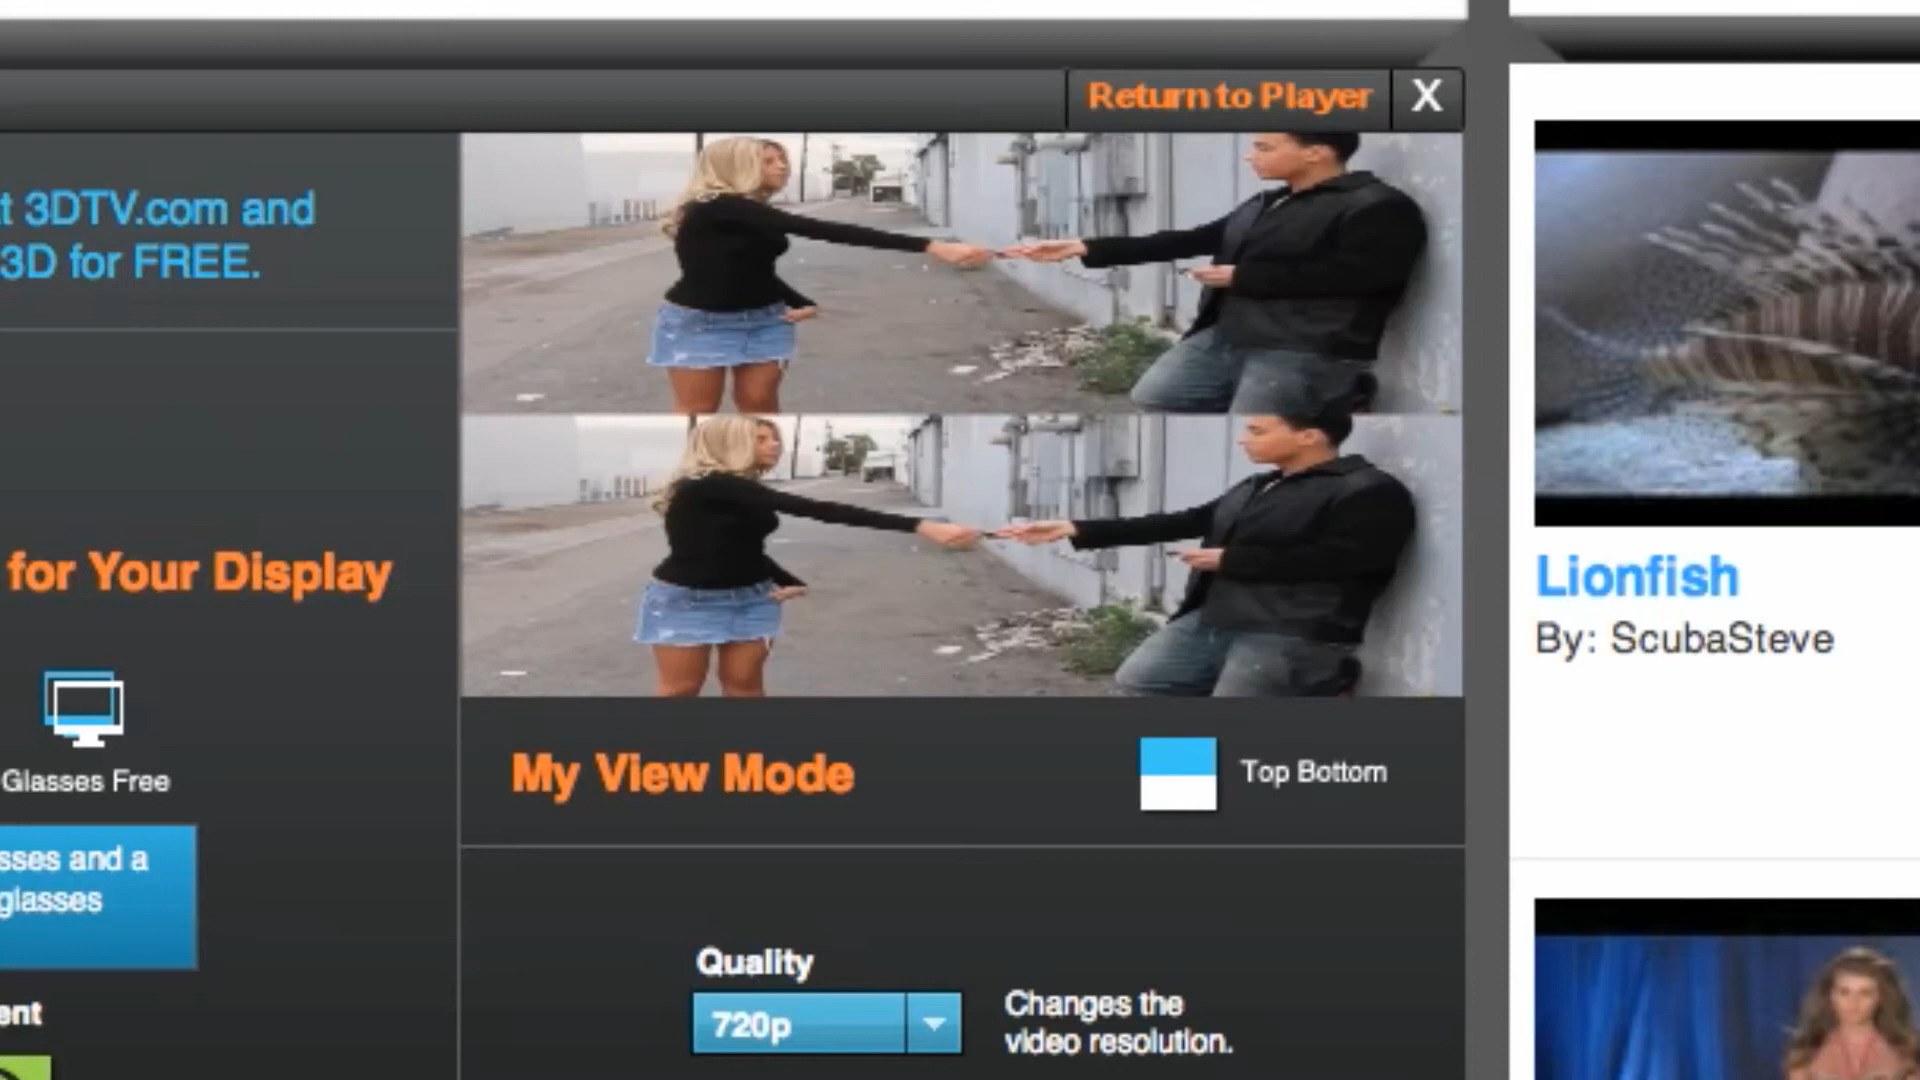 Return to Player X
t 3DTV.com and
3D for FREE.
for Your Display
Glasses Free
sses and a
glasses
ent
My View Mode
Top Bottom
Quality
720p
Changes the
video resolution.
Lionfish
By: ScubaSteve